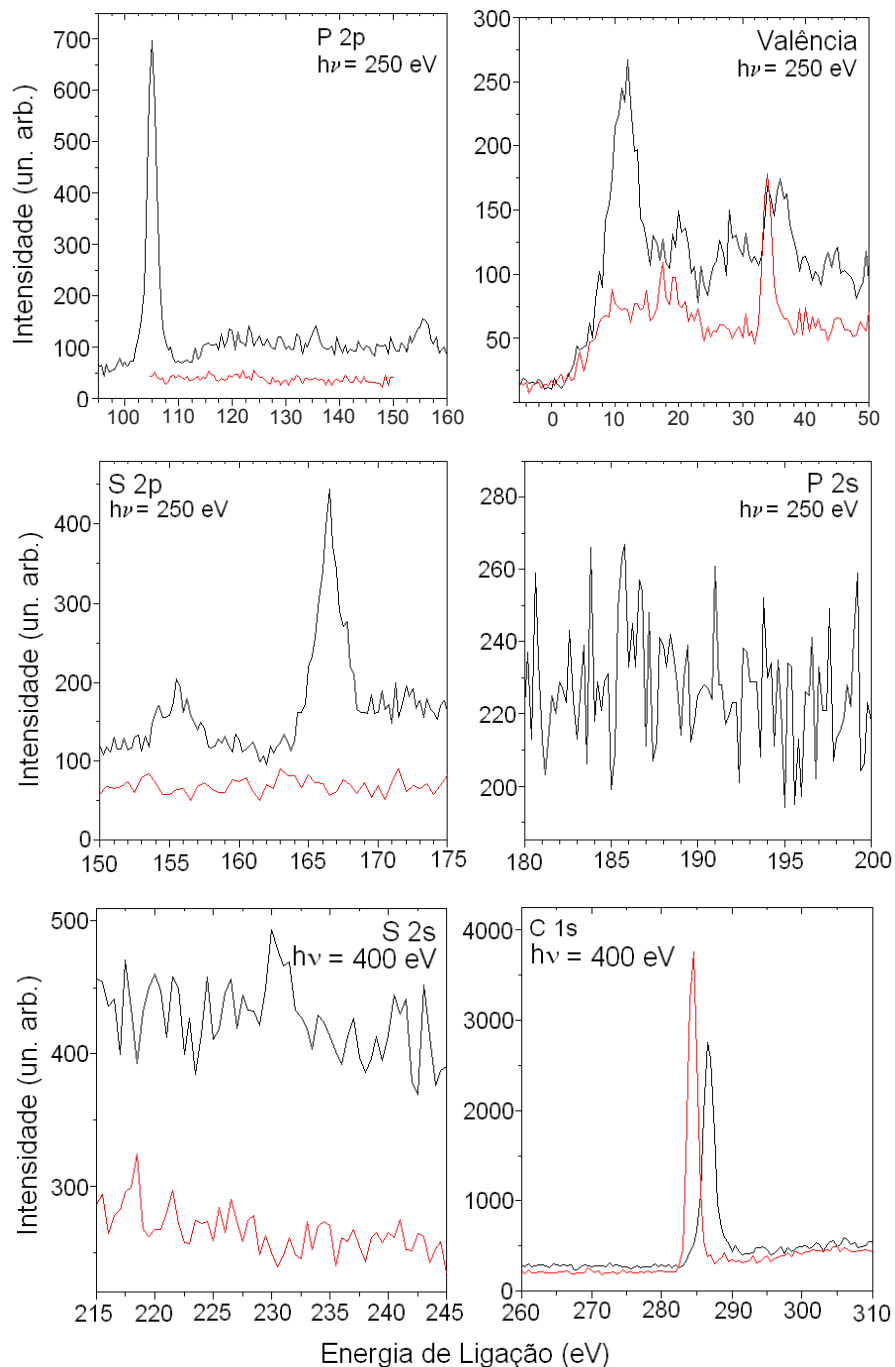 P 2p
hν = 250 eV
Intensidade (un. arb.)
700
600
500
400
300
200
100
0
100 110 120 130 140 150 160
Valência
hν = 250 eV
300
250
200
150
100
50
0 10 20 30 40 50
S 2p
hν = 250 eV
Intensidade (un. arb.)
400
300
200
100
0
150 155 160 165 170 175
P 2s
hν = 250 eV
280
260
240
220
200
180 185 190 195 200
S 2s
hν = 400 eV
Intensidade (un. arb.)
500
400
300
215 220 225 230 235 240 245
C 1s
hν = 400 eV
4000
3000
2000
1000
0
260 270 280 290 300 310
Energia de Ligação (eV)